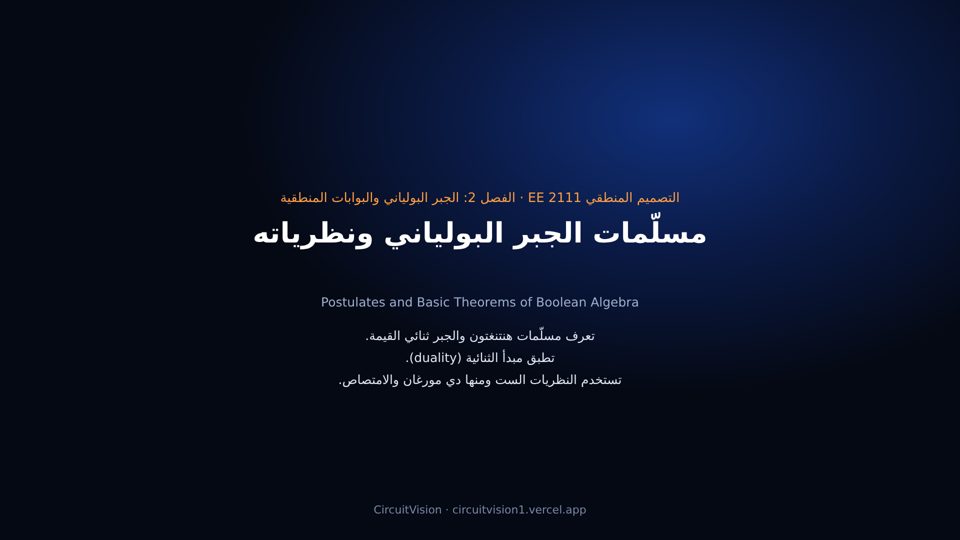 التصميم المنطقي EE 2111 · الفصل 2: الجبر البولياني والبوابات المنطقية
مسلّمات الجبر البولياني ونظرياته
Postulates and Basic Theorems of Boolean Algebra
تعرف مسلّمات هنتنغتون والجبر ثنائي القيمة.
تطبق مبدأ الثنائية (duality).
تستخدم النظريات الست ومنها دي مورغان والامتصاص.
CircuitVision · circuitvision1.vercel.app